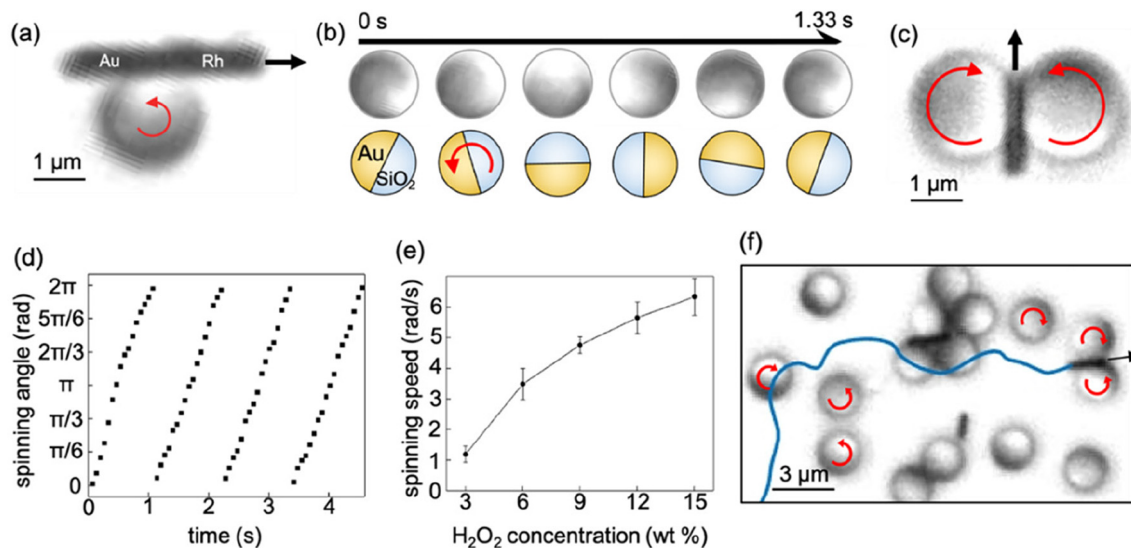 (a)
Au Rh
1 μm
(b)
0 s 1.33 s
Au
SiO₂
(c)
1 μm
(d)
spinning angle (rad)
2π
5π/6
2π/3
π
π/3
π/6
0
0 1 2 3 4
time (s)
(e)
spinning speed (rad/s)
6
5
4
3
2
1
0
3 6 9 12 15
H₂O₂ concentration (wt %)
(f)
3 μm